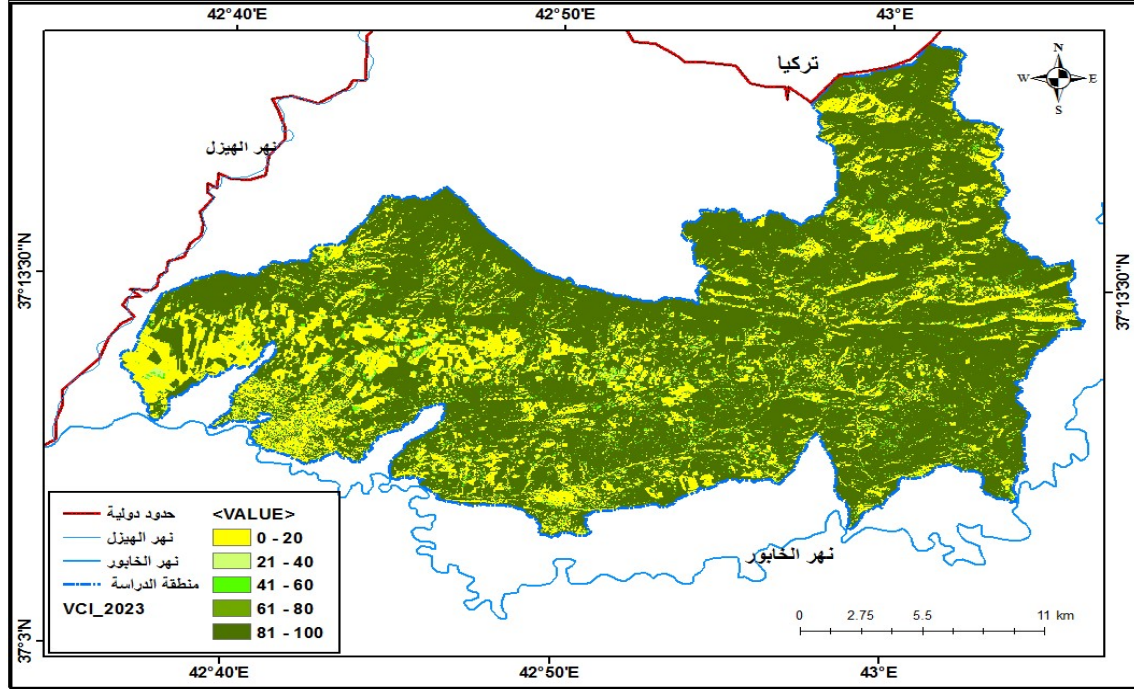 42°40'E
42°50'E
43°E
تركيا
N
W
E
S
نهر الهيزل
37°13'30"N
37°13'30"N
حدود دولية
نهر الهيزل
نهر الخابور
منطقة الدراسة
VCI_2023
<VALUE>
0 - 20
21 - 40
41 - 60
61 - 80
81 - 100
نهر الخابور
0 2.75 5.5 11 km
37°3'N
37°3'N
42°40'E
42°50'E
43°E